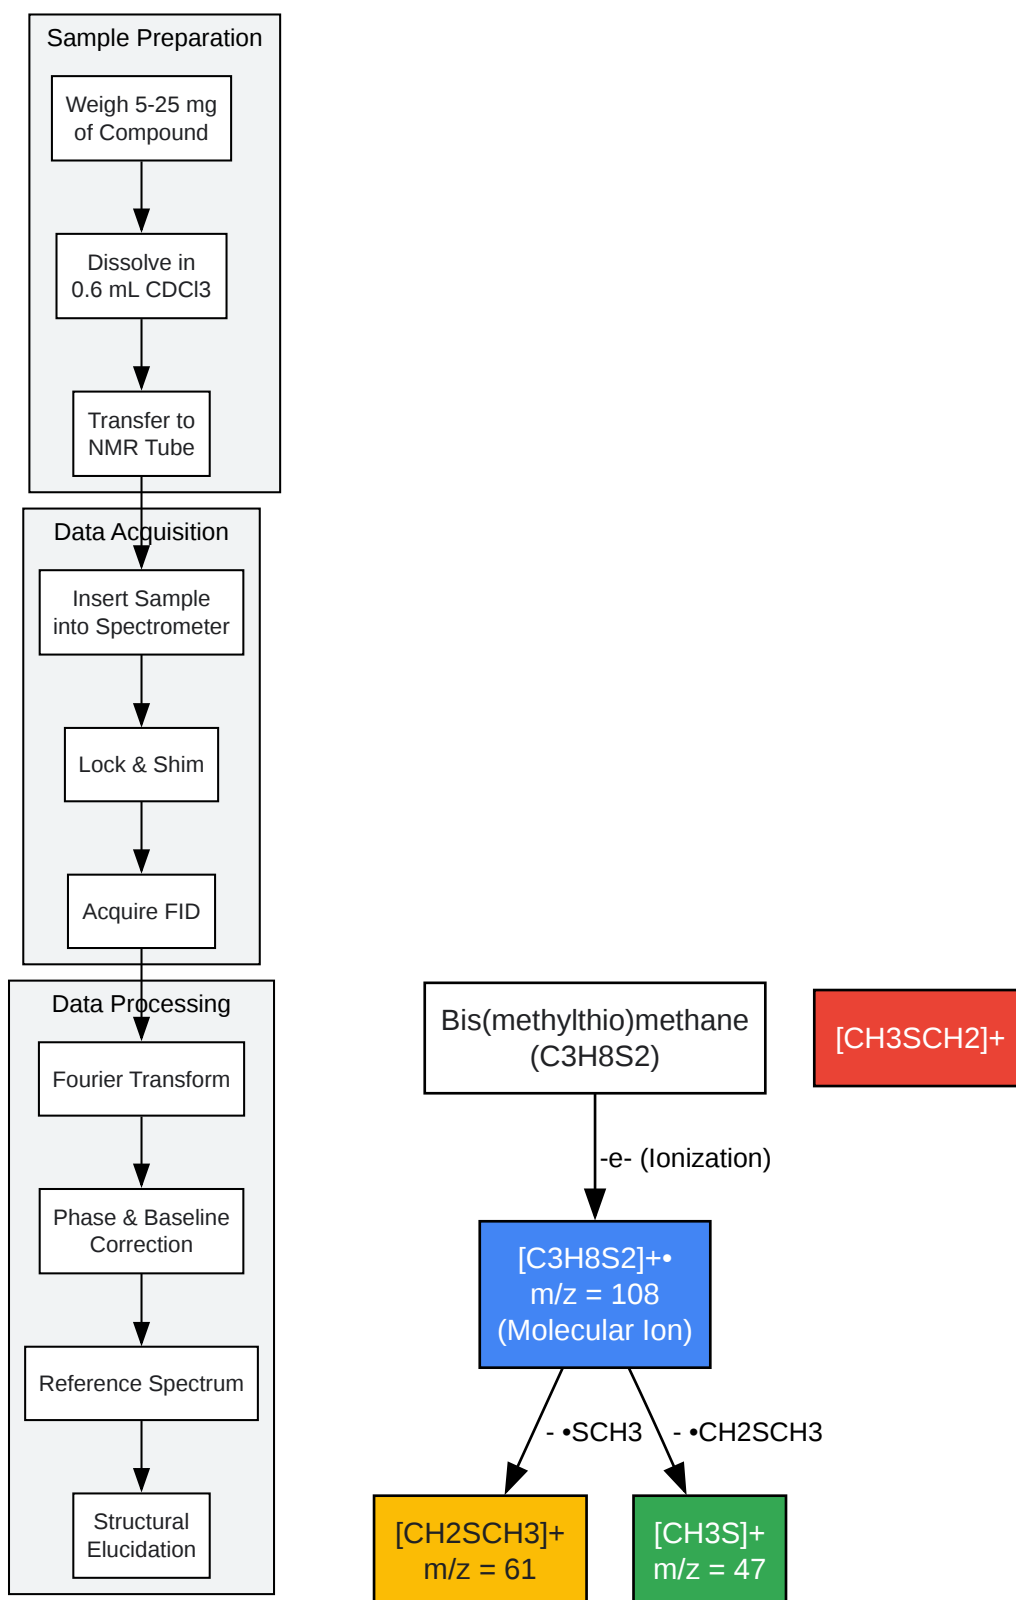 Sample Preparation
Weigh 5-25 mg
of Compound
Dissolve in
0.6 mL CDCl3
Transfer to
NMR Tube
Data Acquisition
Insert Sample
into Spectrometer
Lock & Shim
Acquire FID
Data Processing
Fourier Transform
Phase & Baseline
Correction
Reference Spectrum
Structural
Elucidation
Bis(methylthio)methane
(C3H8S2)
[CH3SCH2]+
-e- (Ionization)
[C3H8S2]+•
m/z = 108
(Molecular Ion)
- •SCH3
- •CH2SCH3
[CH2SCH3]+
m/z = 61
[CH3S]+
m/z = 47